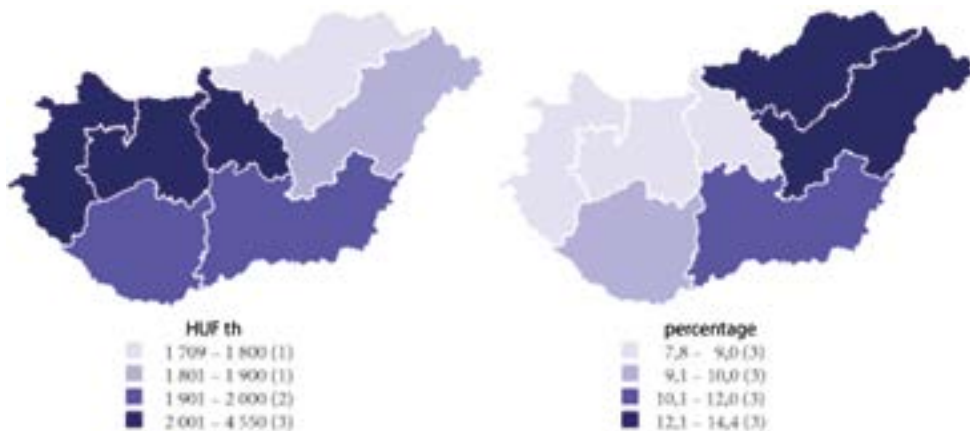 HUF th
1 709 – 1 800 (1)
1 801 – 1 900 (1)
1 901 – 2 000 (2)
2 001 – 4 550 (3)
percentage
7,8 – 9,0 (3)
9,1 – 10,0 (3)
10,1 – 12,0 (3)
12,1 – 14,4 (3)